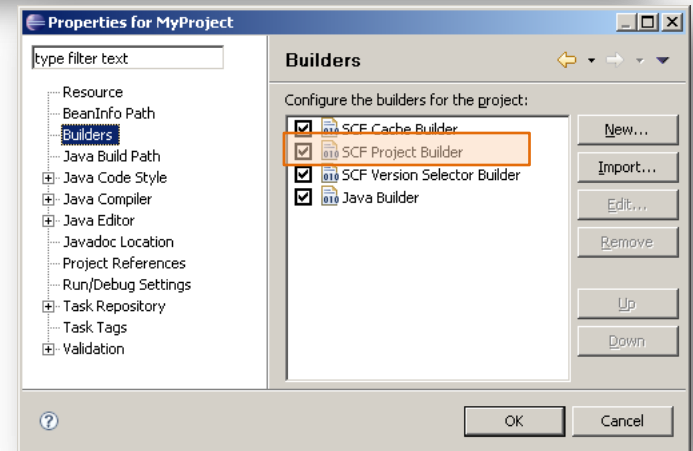 Properties for MyProject
type filter text
Resource
BeanInfo Path
Builders
Java Build Path
Java Code Style
Java Compiler
Java Editor
Javadoc Location
Project References
Run/Debug Settings
Task Repository
Task Tags
Validation
Builders
Configure the builders for the project:
SCF Cache Builder
SCF Project Builder
SCF Version Selector Builder
Java Builder
New...
Import...
Edit...
Remove
Up
Down
OK
Cancel